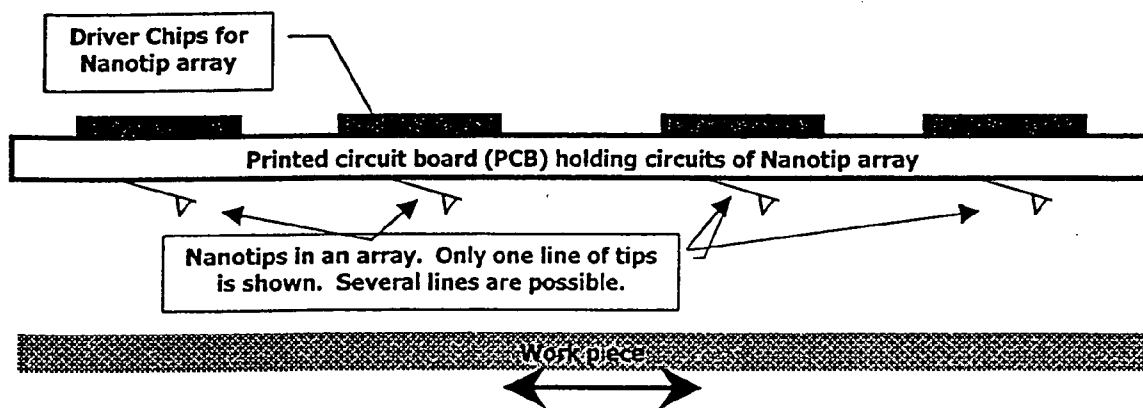 Driver Chips for
Nanotip array
Printed circuit board (PCB) holding circuits of Nanotip array
Nanotips in an array. Only one line of tips
is shown. Several lines are possible.
Work piece